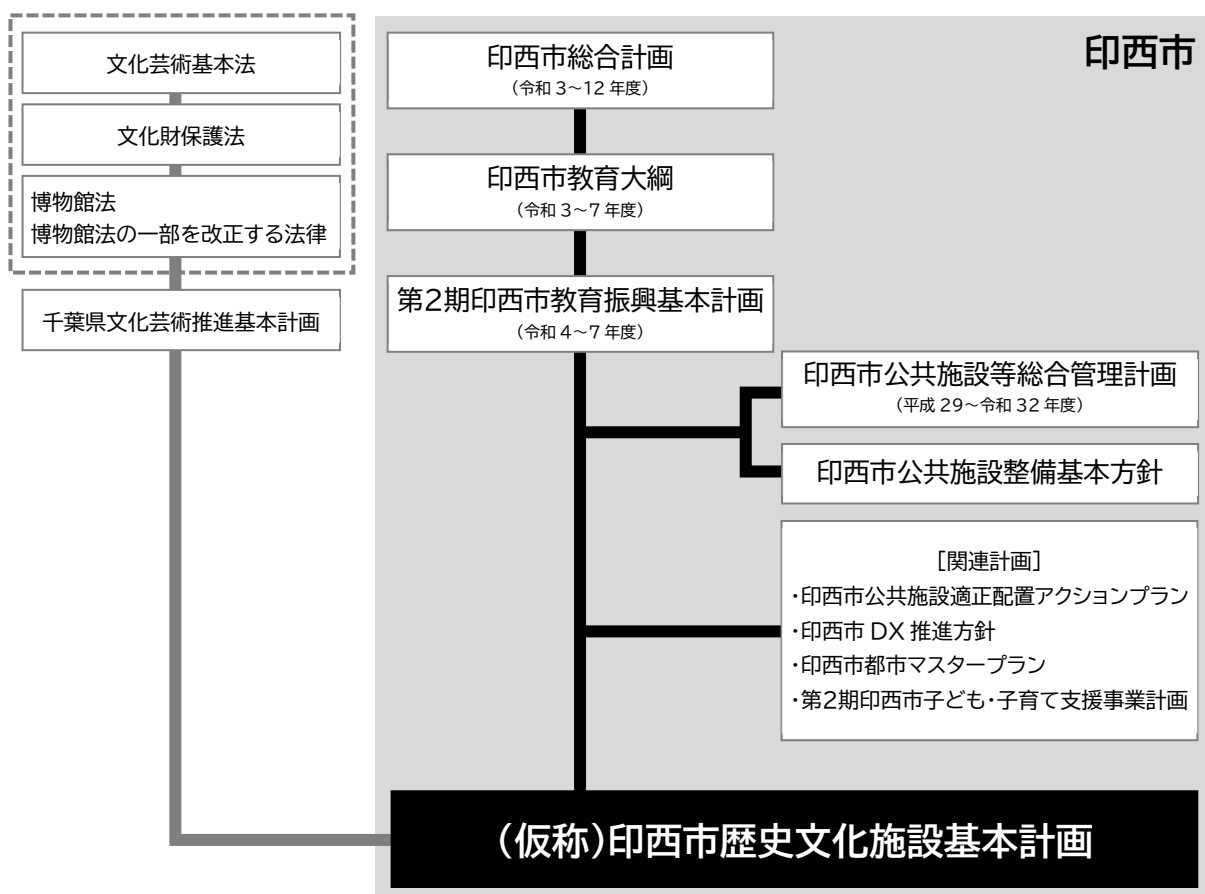 文化芸術基本法
文化財保護法
博物館法
博物館法の一部を改正する法律
千葉県文化芸術推進基本計画
印西市
印西市総合計画
（令和3～12年度）
印西市教育大綱
（令和3～7年度）
第2期印西市教育振興基本計画
（令和4～7年度）
印西市公共施設等総合管理計画
（平成29～令和32年度）
印西市公共施設整備基本方針
［関連計画］
・印西市公共施設適正配置アクションプラン
・印西市DX推進方針
・印西市都市マスタープラン
・第2期印西市子ども・子育て支援事業計画
（仮称）印西市歴史文化施設基本計画